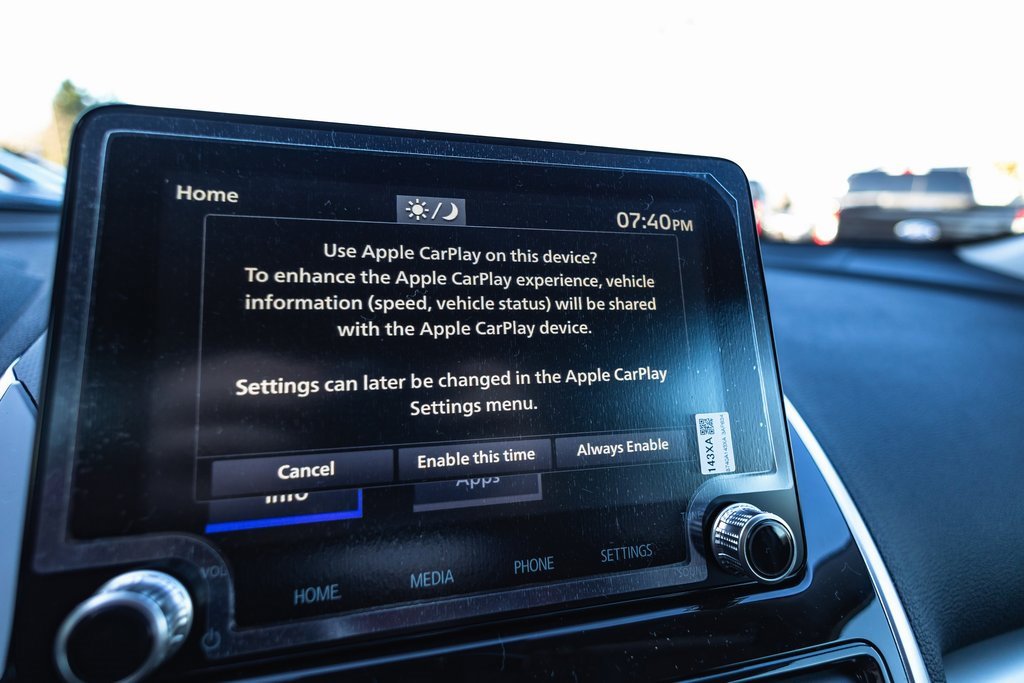 Home
07:40PM
Use Apple CarPlay on this device?
To enhance the Apple CarPlay experience, vehicle
information (speed, vehicle status) will be shared
with the Apple CarPlay device.
Settings can later be changed in the Apple CarPlay
Settings menu.
Cancel
Enable this time
Always Enable
Info
Apps
143XA
VOL
HOME
MEDIA
PHONE
SETTINGS